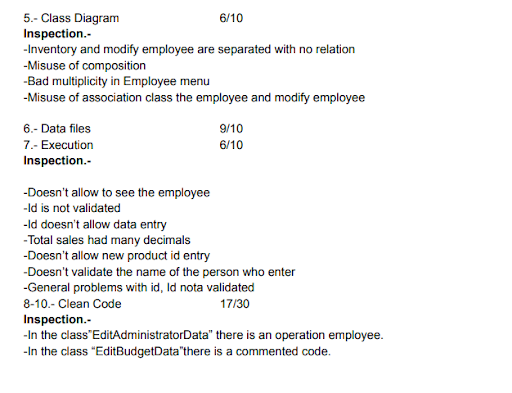 5.- Class Diagram 6/10
Inspection.-
-Inventory and modify employee are separated with no relation
-Misuse of composition
-Bad multiplicity in Employee menu
-Misuse of association class the employee and modify employee
6.- Data files 9/10
7.- Execution 6/10
Inspection.-
-Doesn't allow to see the employee
-Id is not validated
-Id doesn't allow data entry
-Total sales had many decimals
-Doesn't allow new product id entry
-Doesn't validate the name of the person who enter
-General problems with id, Id nota validated
8-10.- Clean Code 17/30
Inspection.-
-In the class"EditAdministratorData" there is an operation employee.
-In the class "EditBudgetData"there is a commented code.